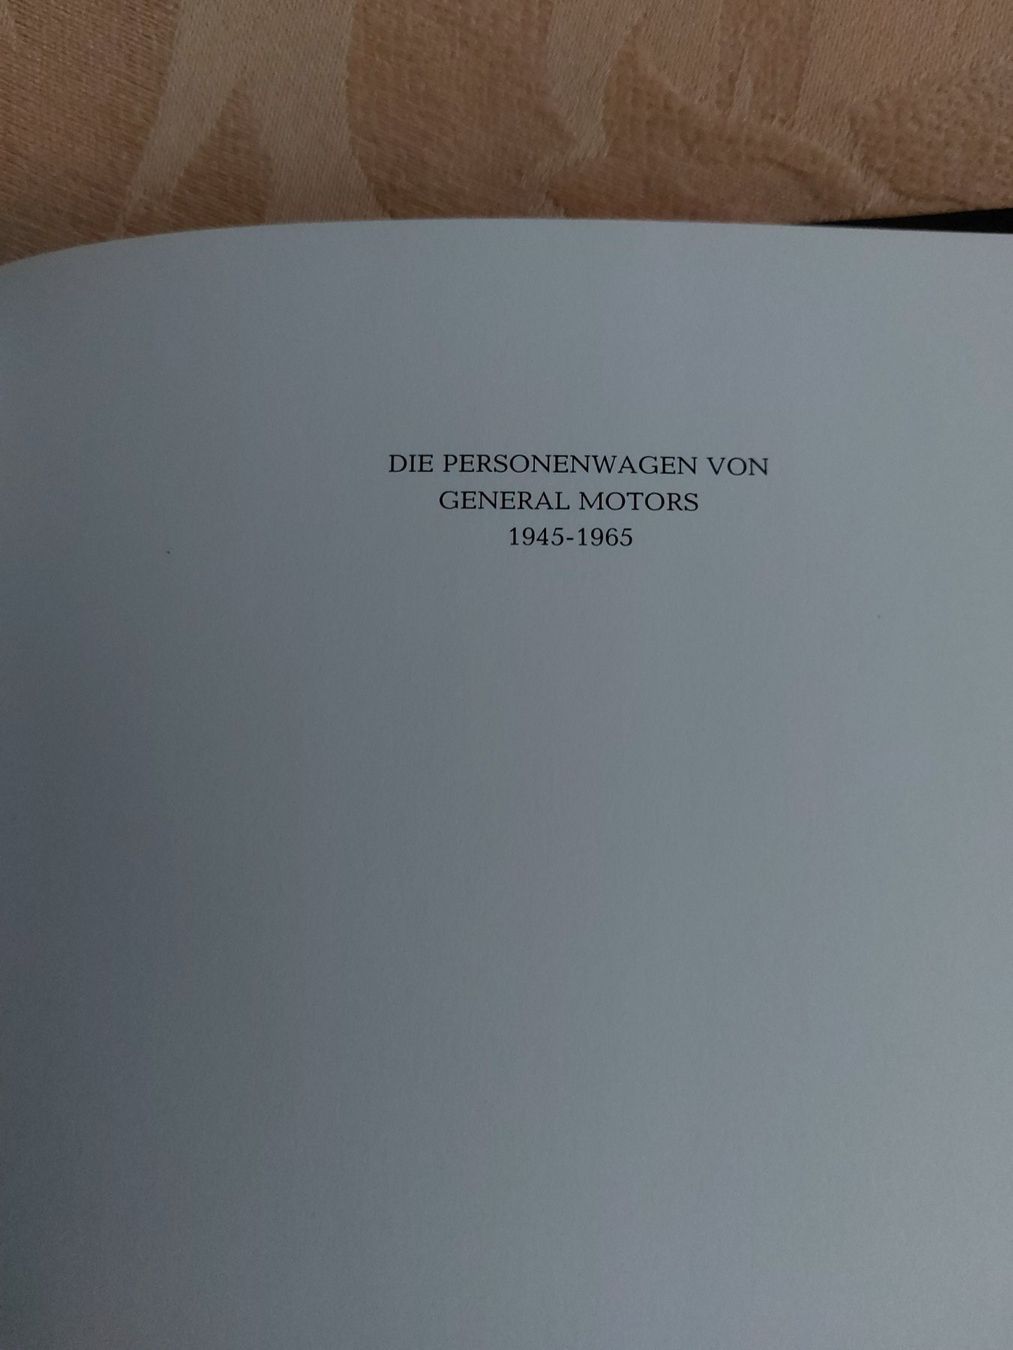 DIE PERSONENWAGEN VON
GENERAL MOTORS
1945-1965